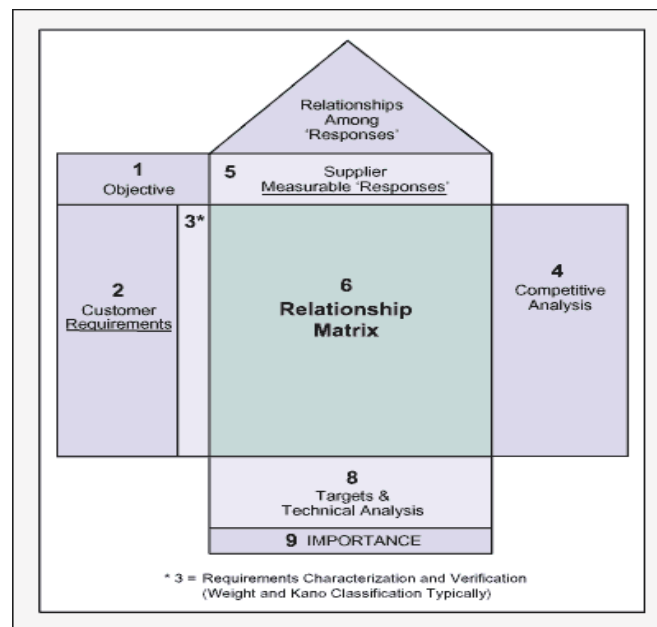 Relationships
Among
'Responses'
1
Objective
5
Supplier
Measurable 'Responses'
3*
2
Customer
Requirements
6
Relationship
Matrix
4
Competitive
Analysis
8
Targets &
Technical Analysis
9 IMPORTANCE
* 3 = Requirements Characterization and Verification
(Weight and Kano Classification Typically)